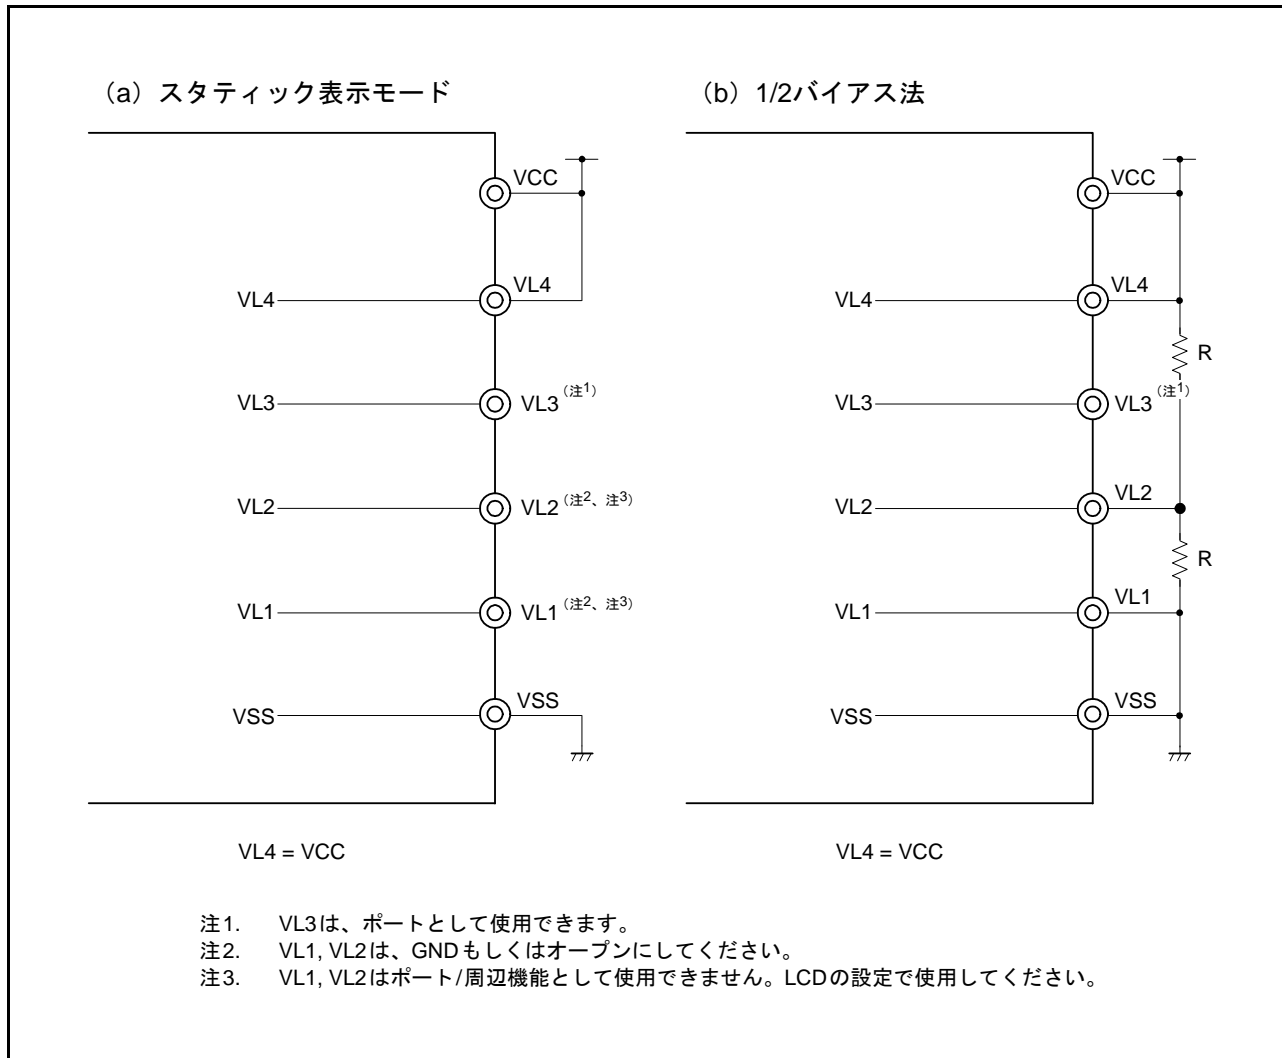 (a) スタティック表示モード
VCC
VL4 VL4
VL3 VL3 (注1)
VL2 VL2 (注2、注3)
VL1 VL1 (注2、注3)
VSS VSS
VL4 = VCC
(b) 1/2バイアス法
VCC
VL4 VL4
R
VL3 VL3 (注1)
VL2 VL2
R
VL1 VL1
VSS VSS
VL4 = VCC
注1. VL3は、ポートとして使用できます。
注2. VL1, VL2は、GNDもしくはオープンにしてください。
注3. VL1, VL2はポート/周辺機能として使用できません。LCDの設定で使用してください。